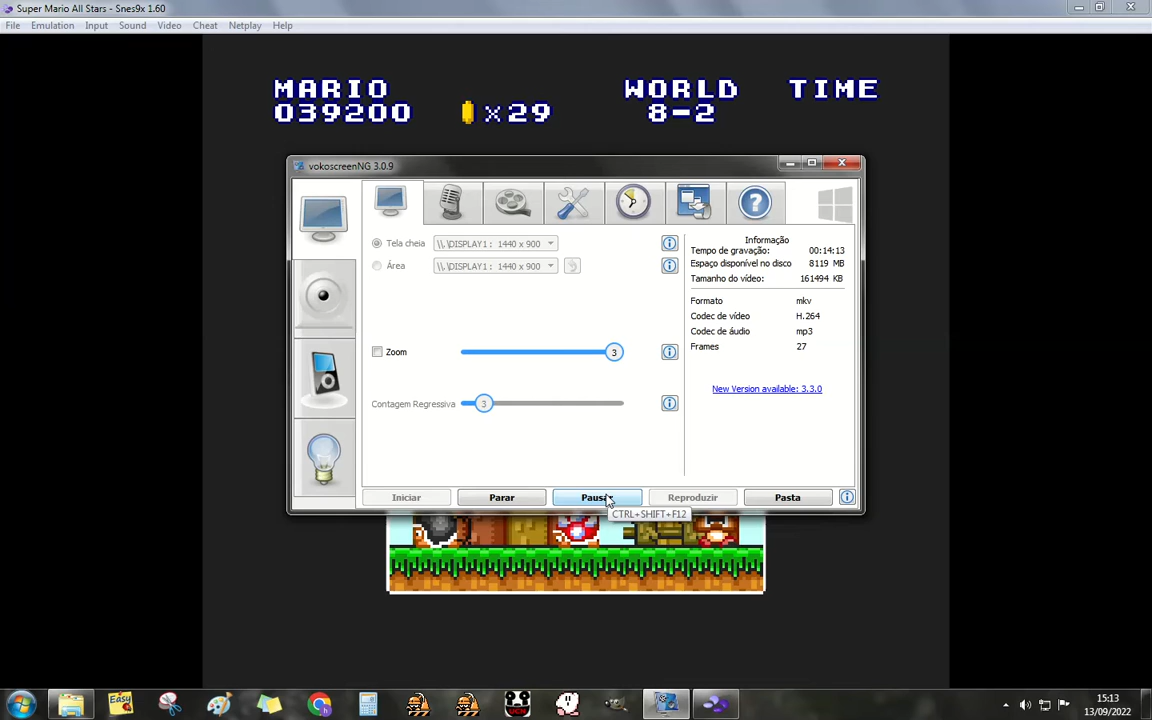 Super Mario All Stars - Snes9x 1.60
File Emulation Input Sound Video Cheat Netplay Help
MARIO WORLD TIME
039200 x29 8-2
vokoscreenNG 3.0.9
Tela cheia \\.\DISPLAY1 : 1440 x 900
Área \\.\DISPLAY1 : 1440 x 900
Zoom 3
Contagem Regressiva 3
Informação
Tempo de gravação: 00:14:13
Espaço disponível no disco 8119 MB
Tamanho do vídeo: 161494 KB
Formato mkv
Codec de vídeo H.264
Codec de áudio mp3
Frames 27
New Version available: 3.3.0
Iniciar Parar Pausar Reproduzir Pasta
CTRL+SHIFT+F12
Easy
15:13
13/09/2022